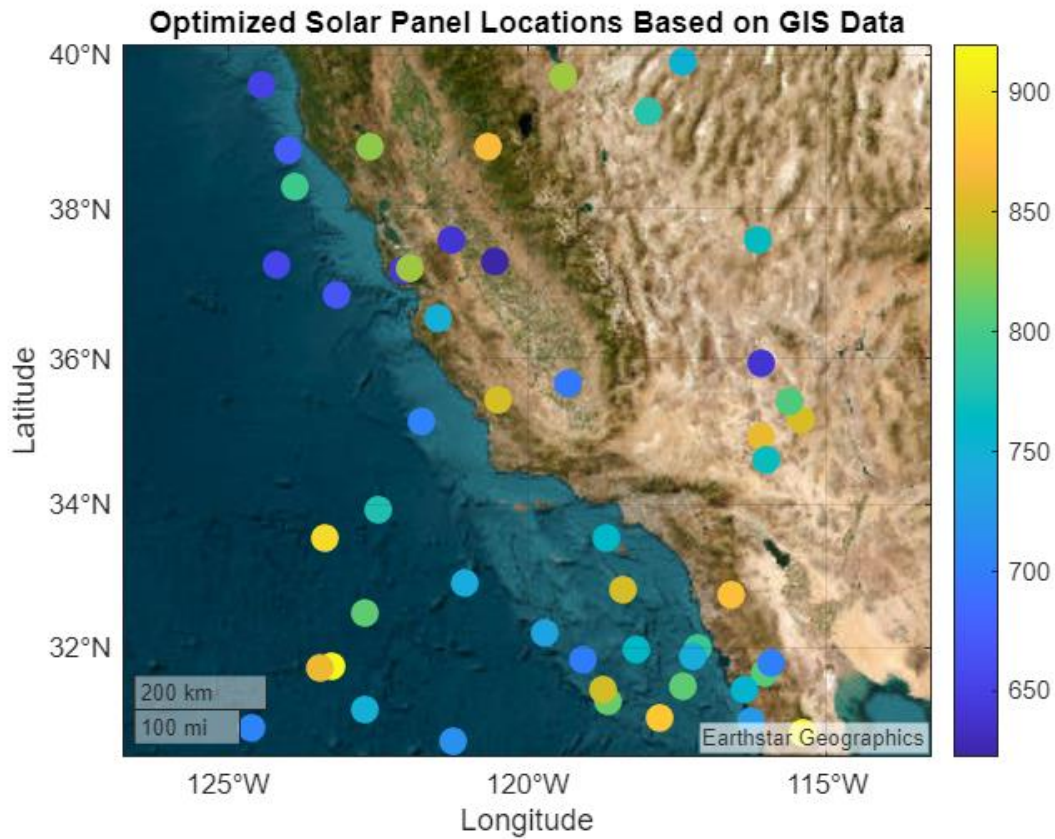 Optimized Solar Panel Locations Based on GIS Data
40°N
38°N
36°N
34°N
32°N
Latitude
200 km
100 mi
Earthstar Geographics
125°W
120°W
115°W
Longitude
900
850
800
750
700
650